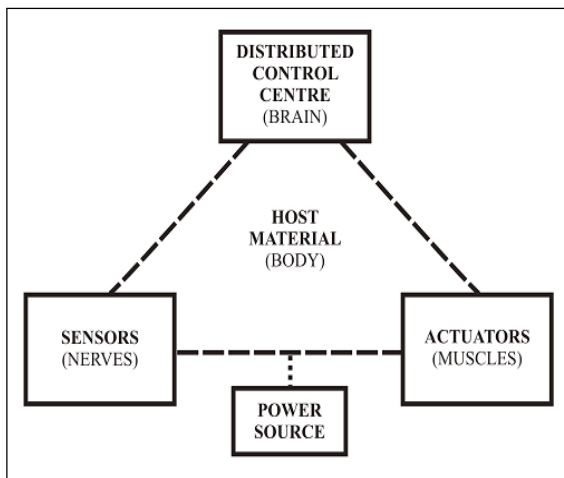 DISTRIBUTED
CONTROL
CENTRE
(BRAIN)
HOST
MATERIAL
(BODY)
SENSORS
(NERVES)
ACTUATORS
(MUSCLES)
POWER
SOURCE